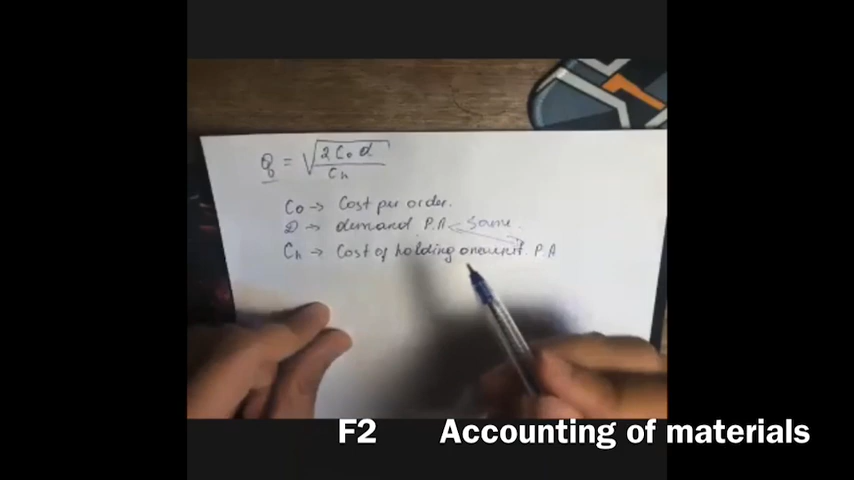 Q = √2Cod
Ch
Co → Cost per order.
D → demand P.A same.
Ch → Cost of holding one unit. P.A
F2 Accounting of materials